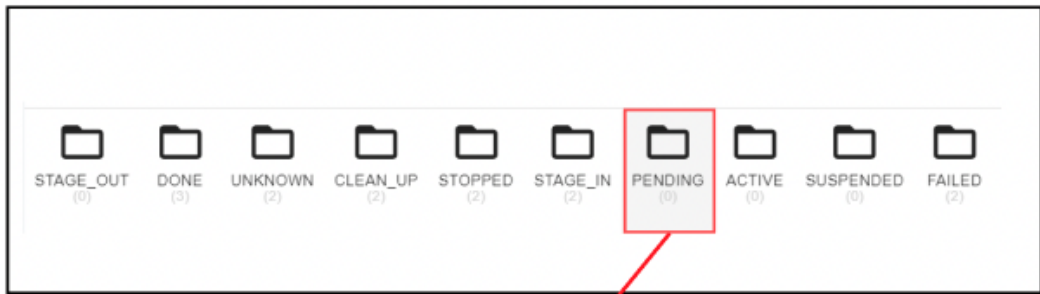 STAGE_OUT DONE UNKNOWN CLEAN_UP STOPPED STAGE_IN PENDING ACTIVE SUSPENDED FAILED
(0) (3) (2) (2) (2) (2) (0) (0) (0) (2)